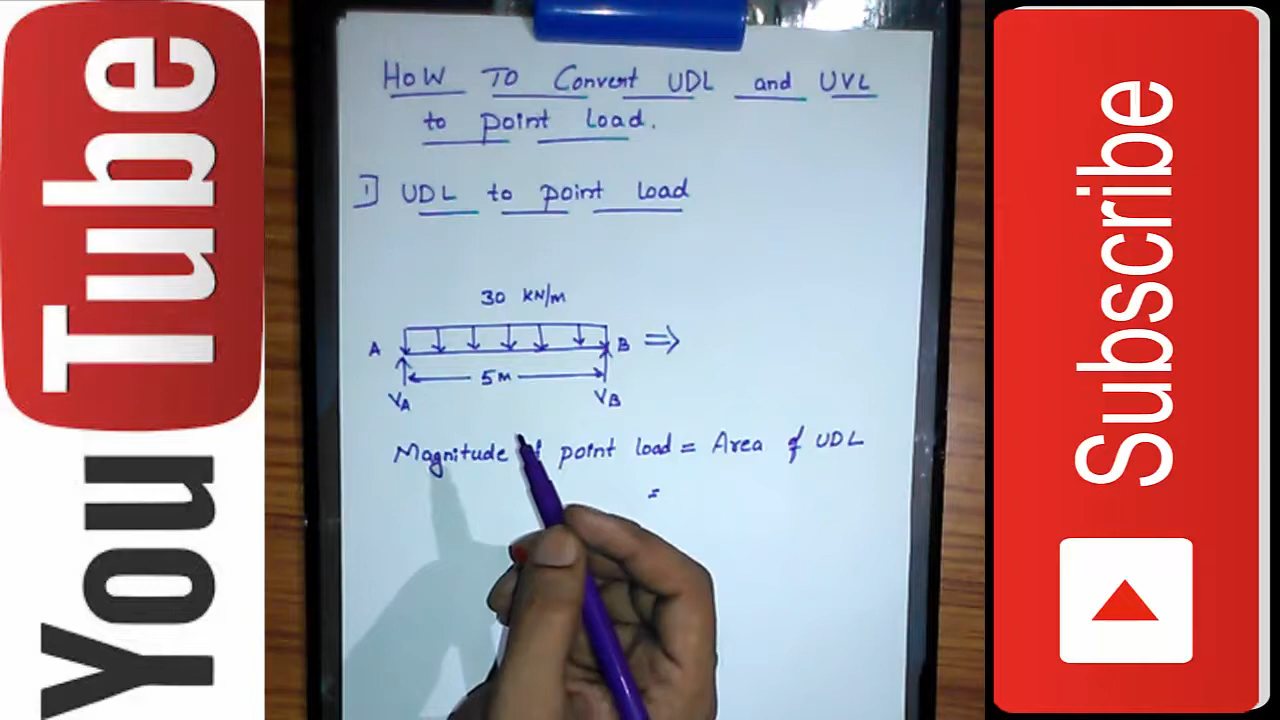 YouTube
HOW TO Convert UDL and UVL
to point load.
1] UDL to point load
30 KN/m
A
B ⇒
5M
VA
VB
Magnitude point load = Area of UDL
=
Subscribe